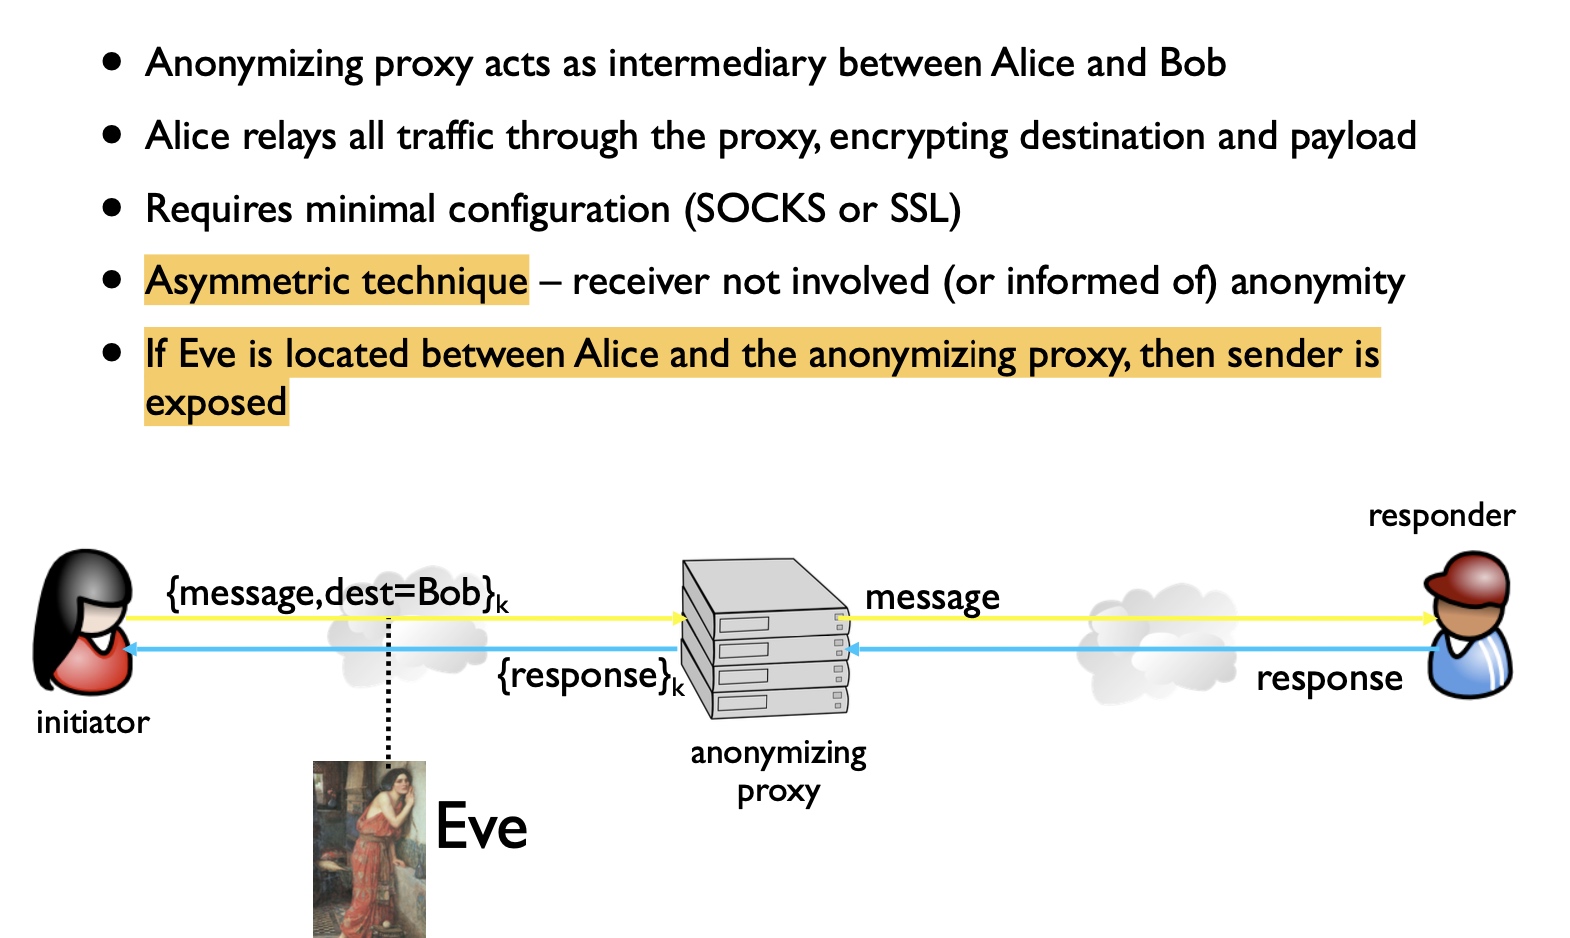 • Anonymizing proxy acts as intermediary between Alice and Bob
• Alice relays all traffic through the proxy, encrypting destination and payload
• Requires minimal configuration (SOCKS or SSL)
• Asymmetric technique – receiver not involved (or informed of) anonymity
• If Eve is located between Alice and the anonymizing proxy, then sender is
exposed
responder
{message,dest=Bob}k
message
{response}k
response
initiator
anonymizing
proxy
Eve